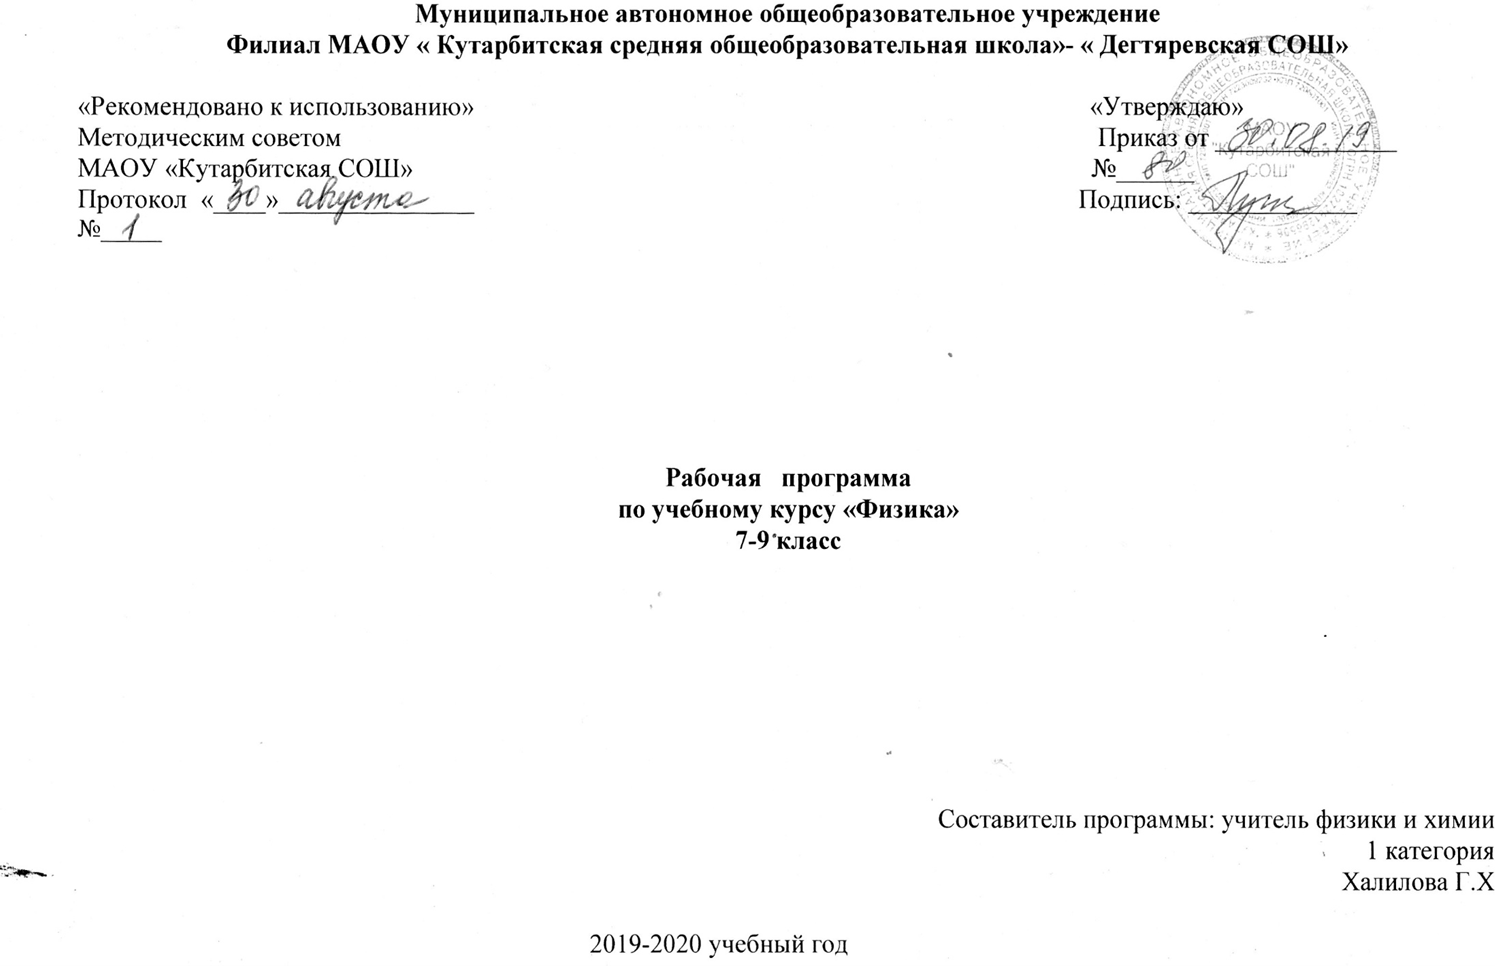 Муниципальное автономное общеобразовательное учреждение
Филиал МАОУ « Кутарбитская средняя общеобразовательная школа»- « Дегтяревская СОШ»
«Рекомендовано к использованию»
Методическим советом
МАОУ «Кутарбитская СОШ»
Протокол «30» августа
№ 1
«Утверждаю»
Приказ от 30.08.19
№ 80
Подпись:
"Кутарбитская
СОШ"
Рабочая программа
по учебному курсу «Физика»
7-9 класс
Составитель программы: учитель физики и химии
1 категория
Халилова Г.Х
2019-2020 учебный год